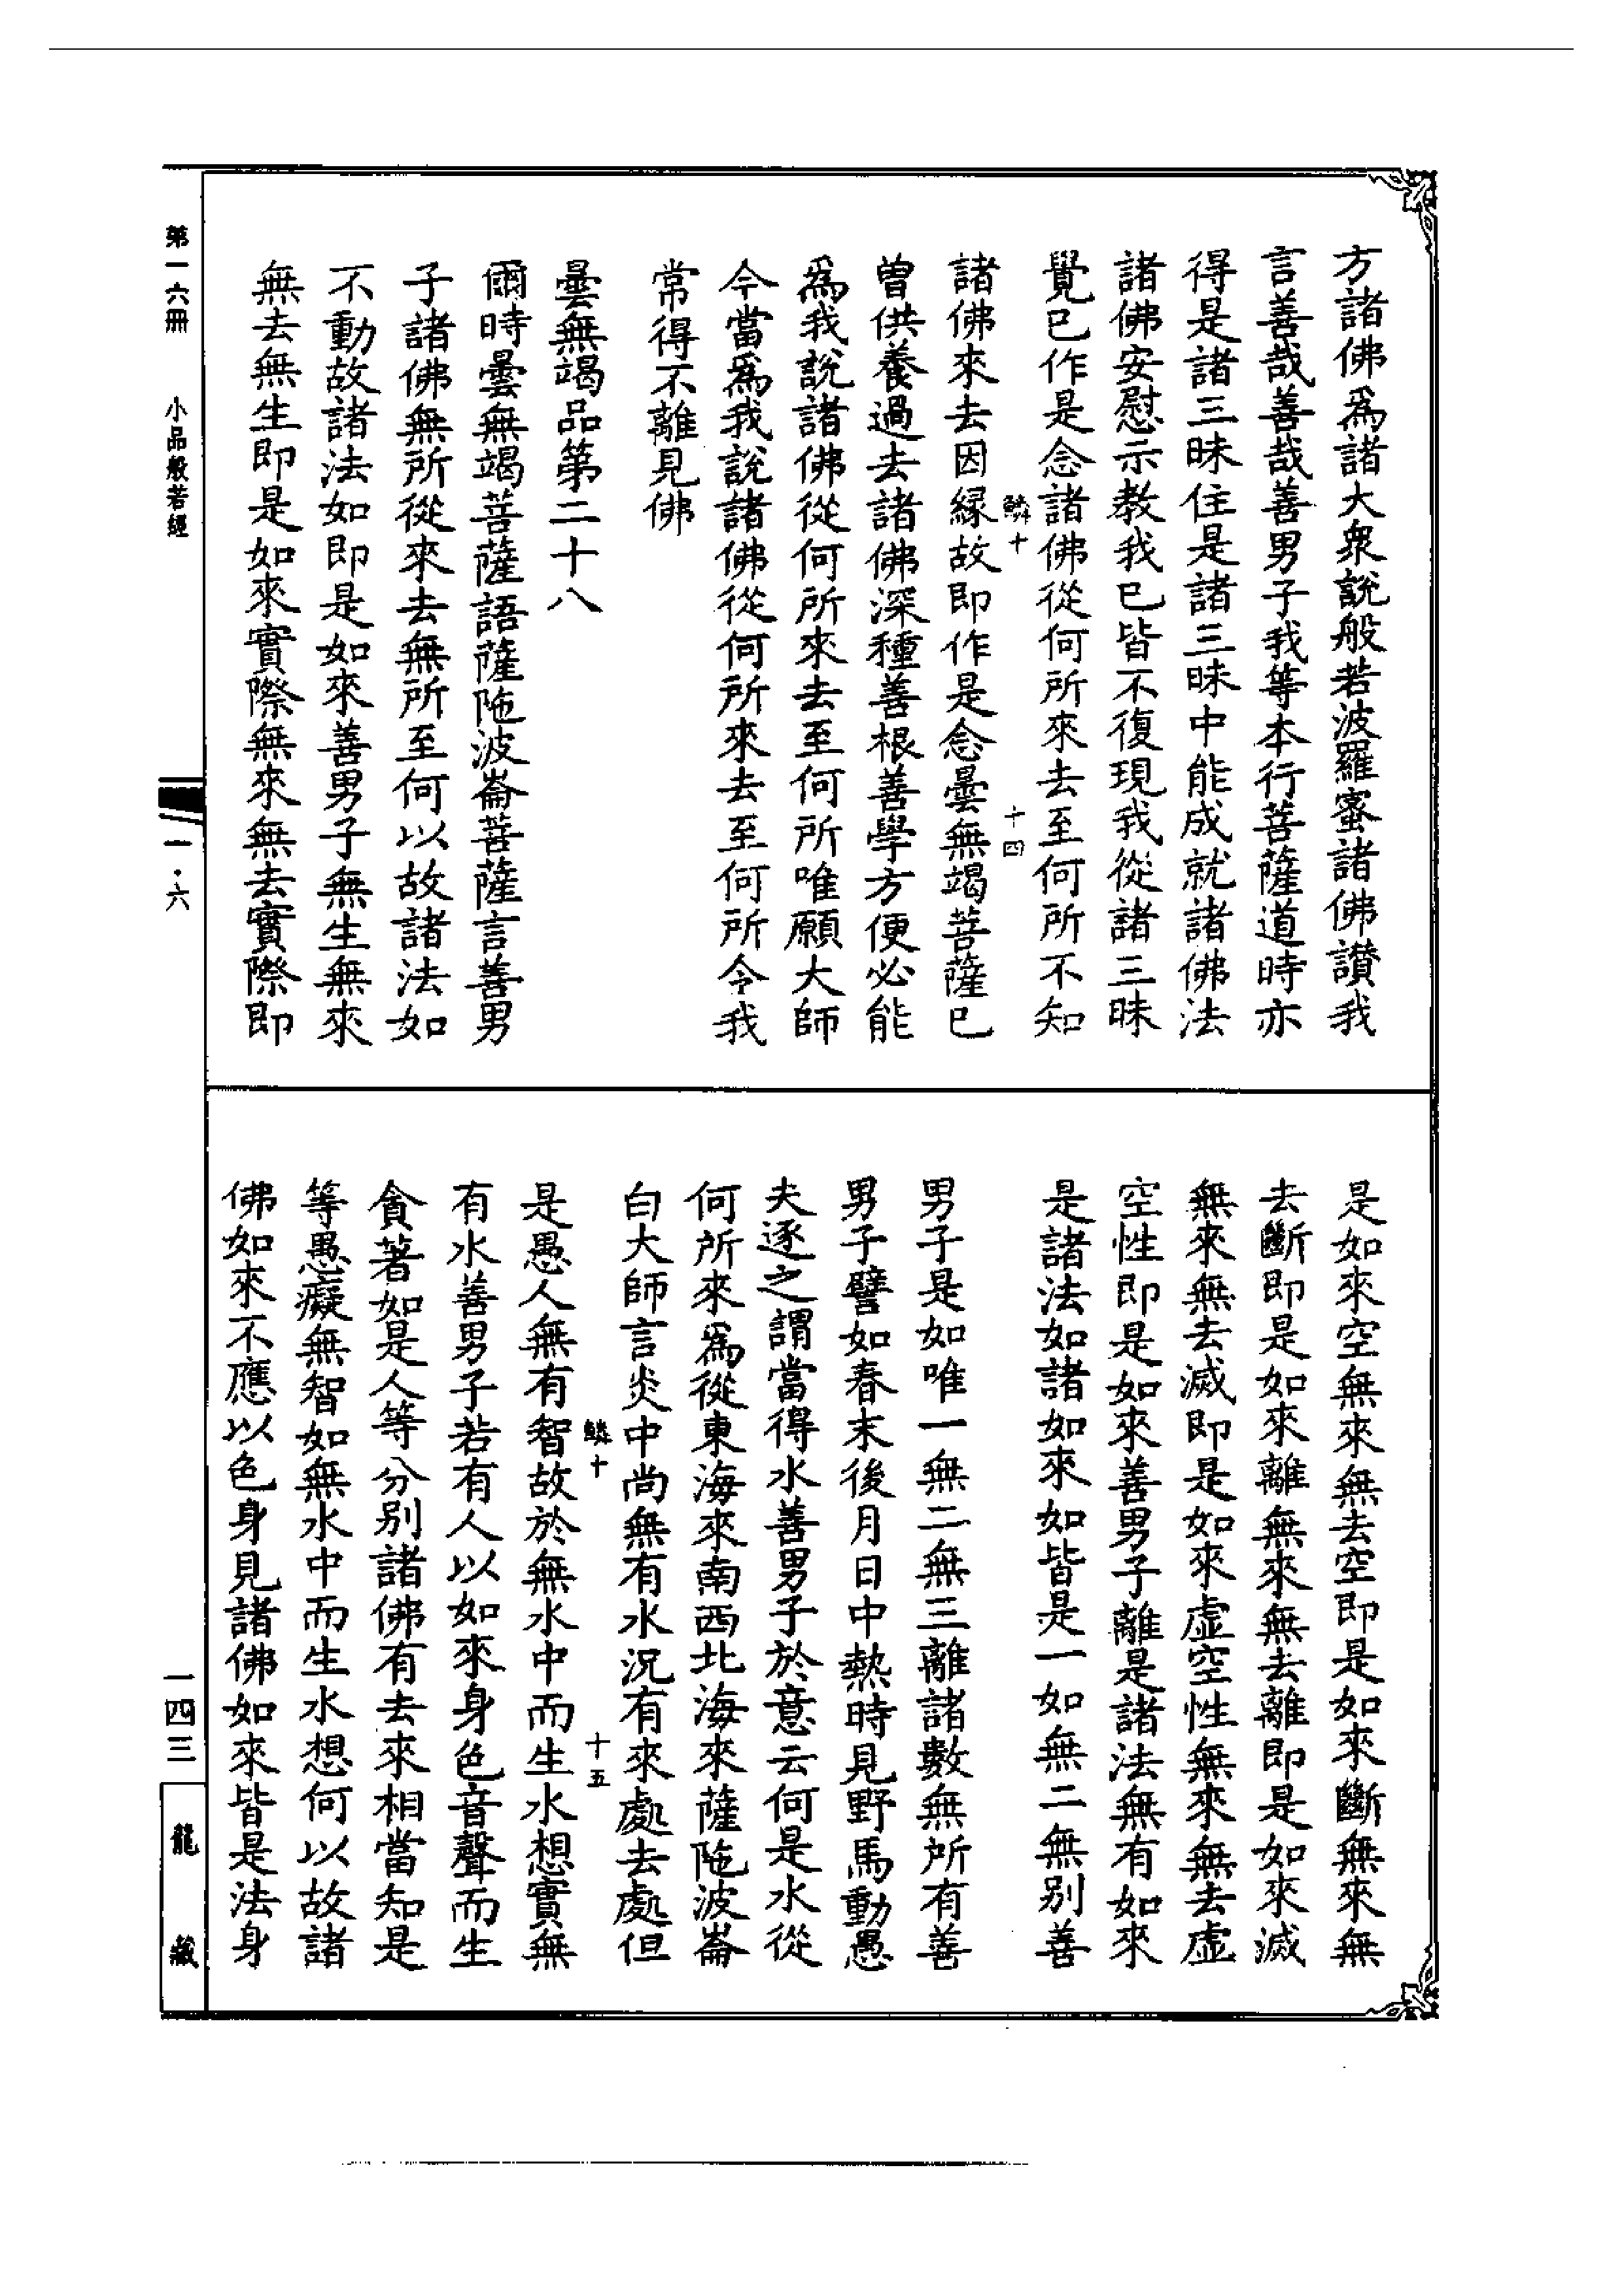 方諸佛爲諸大衆說般若波羅蜜諸佛讃我
言善哉善哉善男子我等本行菩薩道時亦
得是諸三昧住是諸三昧中能成就諸佛法
諸佛安慰示教我已皆不復現我從諸三昧
覺已作是念諸佛從何所來去至何所不知
鱗十
十四
諸佛來去因緣故即作是念曇無竭菩薩已
曾供養過去諸佛深種善根善學方便必能
爲我說諸佛從何所來去至何所唯願大師
今當爲我說諸佛從何所來去至何所令我
常得不離見佛
曇無竭品第二十八
爾時曇無竭菩薩語薩陁波崙菩薩言善男
子諸佛無所從來去無所至何以故諸法如
不動故諸法如即是如來善男子無生無來
無去無生即是如來實際無來無去實際即
是如來空無來無去空即是如來斷無來無
去斷即是如來離無來無去離即是如來滅
無來無去滅即是如來虛空性無來無去虛
空性即是如來善男子離是諸法無有如來
是諸法如諸如來如皆是一如無二無別善
男子是如唯一無二無三離諸數無所有善
男子譬如春末後月日中熱時見野馬動愚
夫逐之謂當得水善男子於意云何是水從
何所來爲從東海來南西北海來薩陁波崙
白大師言炎中尚無有水況有來處去處但
鱗十
十五
是愚人無有智故於無水中而生水想實無
有水善男子若有人以如來身色音聲而生
貪著如是人等分別諸佛有去來相當知是
等愚癡無智如無水中而生水想何以故諸
佛如來不應以色身見諸佛如來皆是法身
第一六冊
小品般若經
一·六
一四三
龍藏